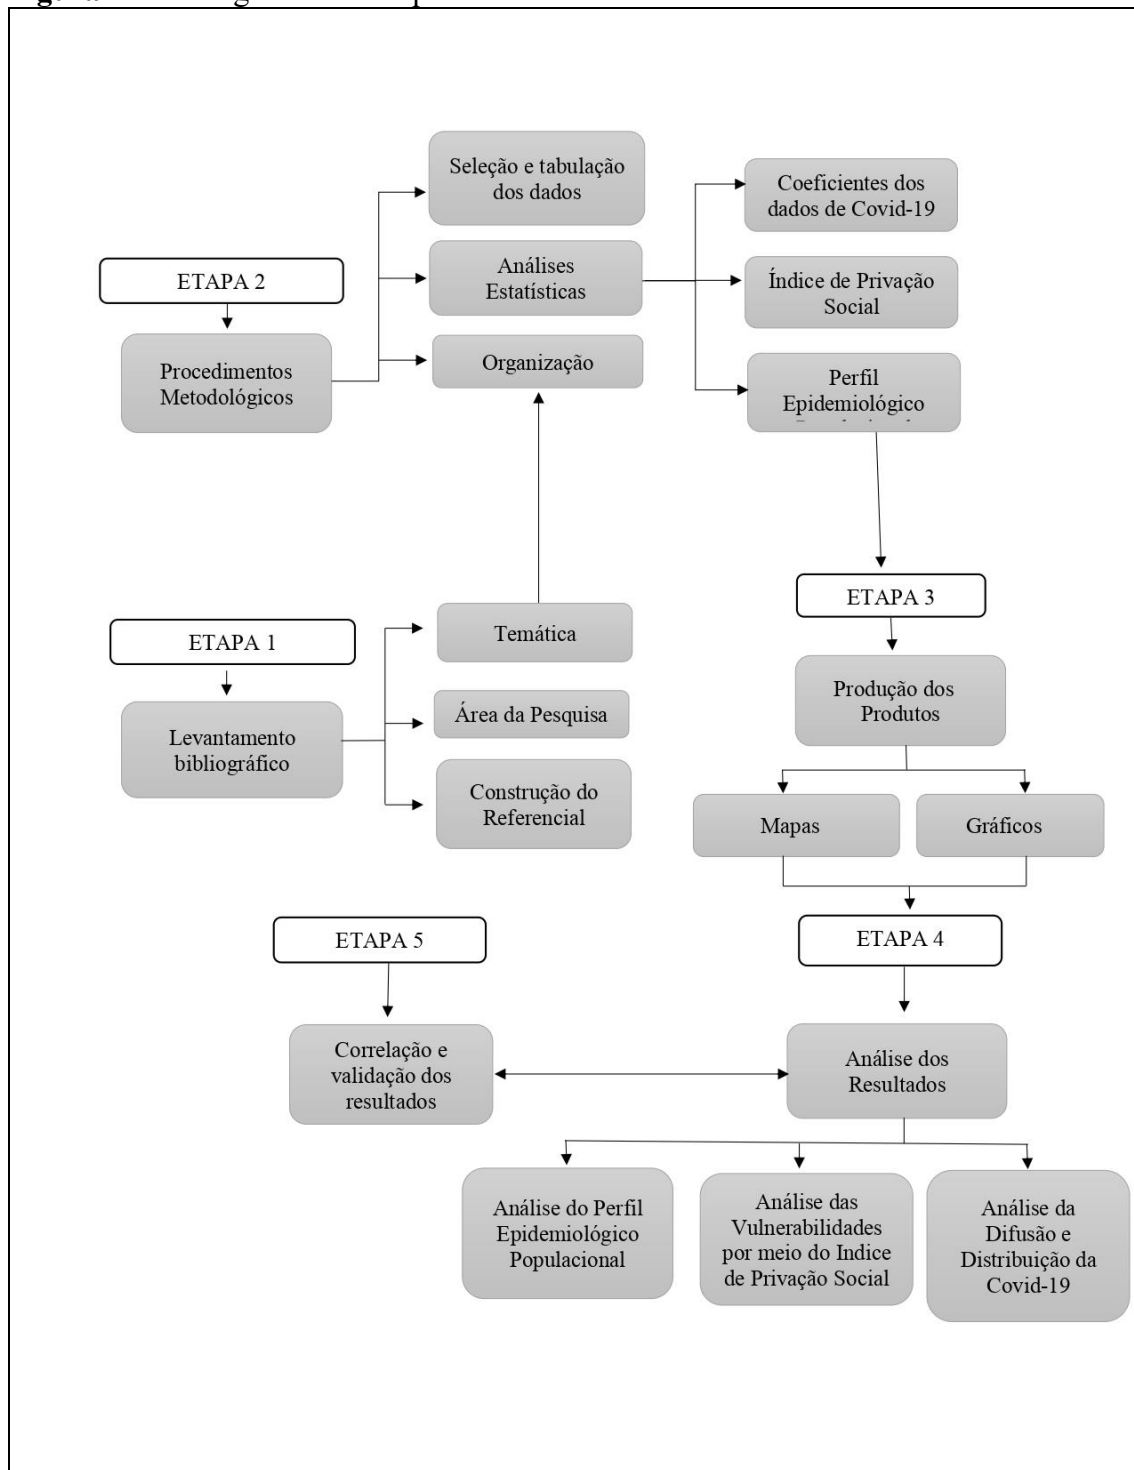 Seleção e tabulação
dos dados
Coeficientes dos
dados de Covid-19
ETAPA 2
Análises
Estatísticas
Índice de Privação
Social
Procedimentos
Metodológicos
Organização
Perfil
Epidemiológico
ETAPA 3
ETAPA 1
Temática
Produção dos
Produtos
Levantamento
bibliográfico
Área da Pesquisa
Construção do
Referencial
Mapas
Gráficos
ETAPA 5
ETAPA 4
Correlação e
validação dos
resultados
Análise dos
Resultados
Análise do Perfil
Epidemiológico
Populacional
Análise das
Vulnerabilidades
por meio do Indice
de Privação Social
Análise da
Difusão e
Distribuição da
Covid-19